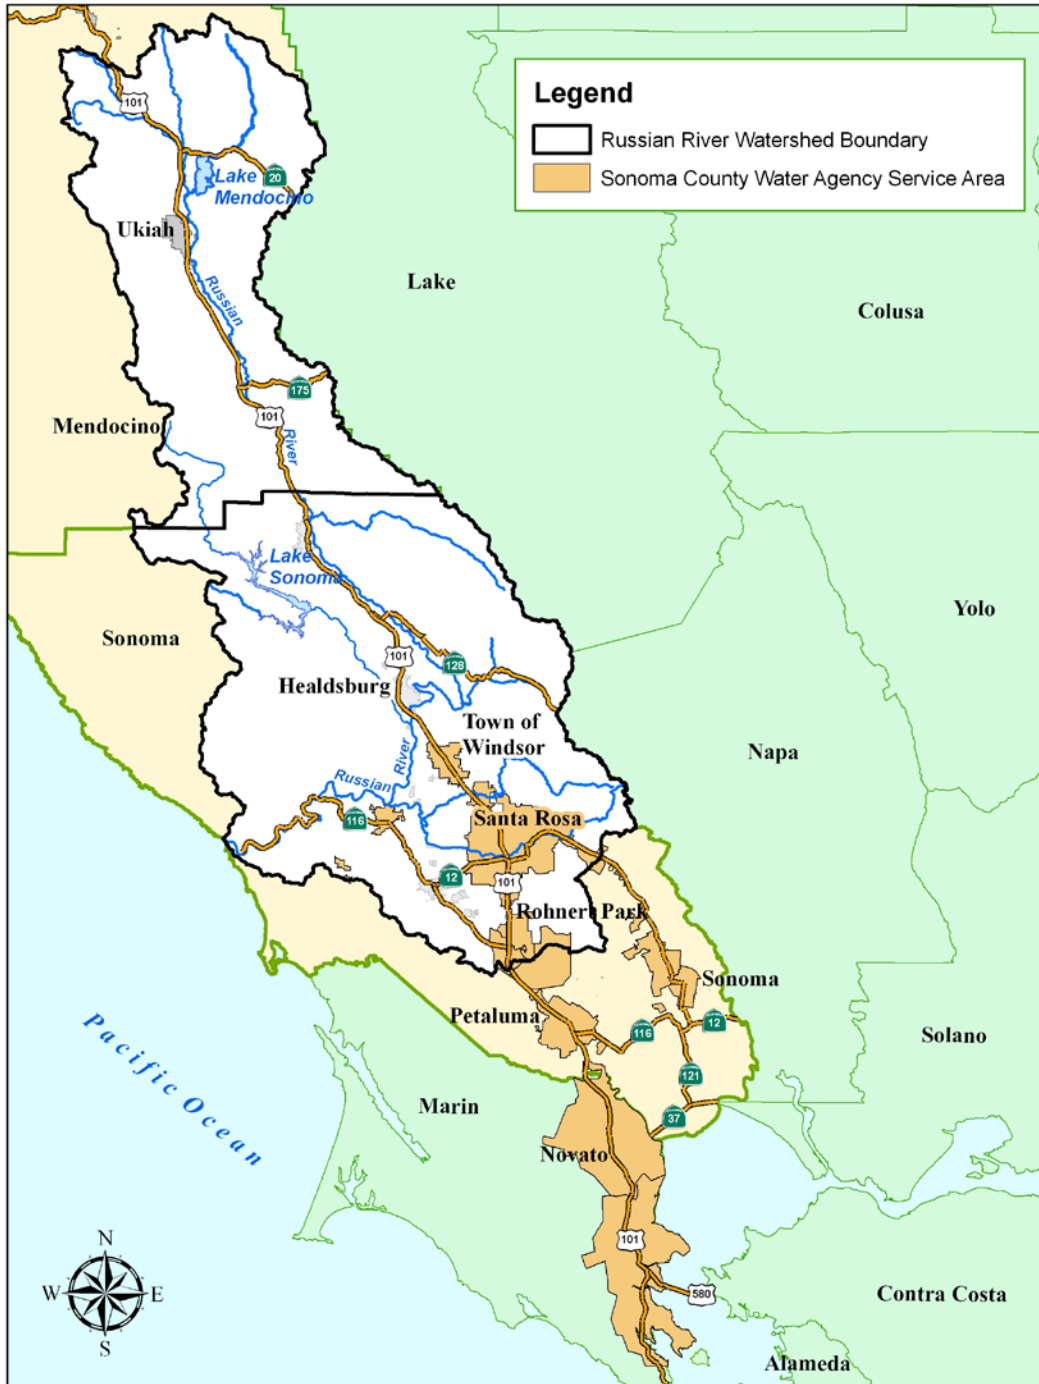 Legend
Russian River Watershed Boundary
Sonoma County Water Agency Service Area
101
20
Lake
Mendocino
Ukiah
Russian
Lake
Colusa
175
101
Mendocino
River
Lake
Sonoma
Sonoma
Yolo
101
128
Healdsburg
Town of
Windsor
River
Russian
Napa
116
Santa Rosa
12
101
Rohnert Park
Sonoma
Petaluma
116
12
Solano
121
Pacific Ocean
Marin
37
Novato
101
580
N
W
E
S
Contra Costa
Alameda